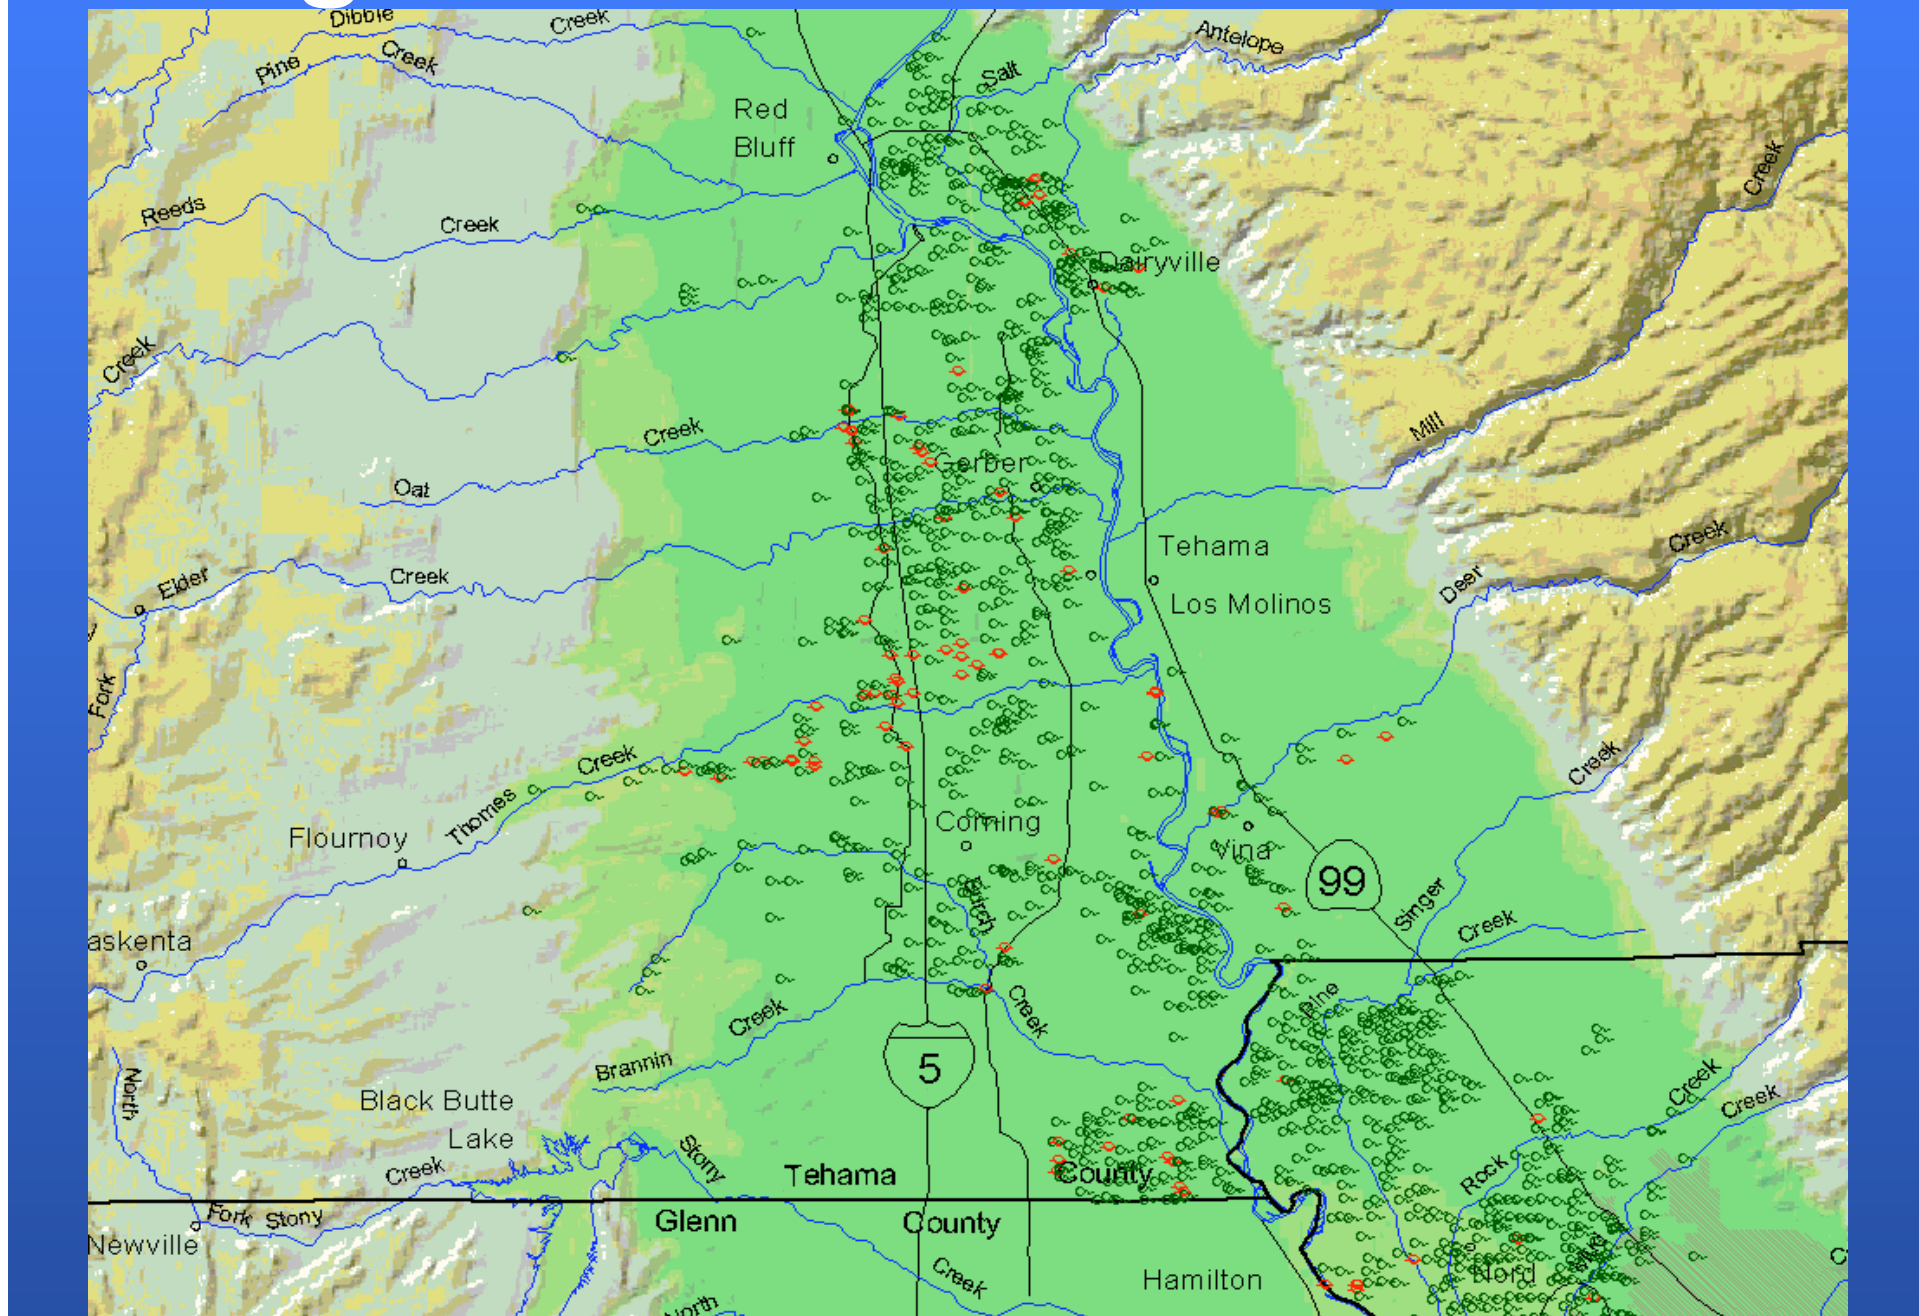 Dibble
Creek
Pine
Creek
Antelope
Salt
Red
Bluff
Creek
Reeds
Creek
Dairyville
Creek
Mill
Creek
Oat
Gerber
Creek
Tehama
Elder
Creek
Deer
Los Molinos
Fork
Creek
Creek
Thomes
Corning
Flournoy
Vina
99
Singer
Creek
askenta
Creek
Pine
Creek
Brannin
5
North
Black Butte
Lake
Creek
Creek
Stony
Creek
Tehama
County
Rock
Fork Stony
Glenn
County
Newville
Creek
Hamilton
Nord
North